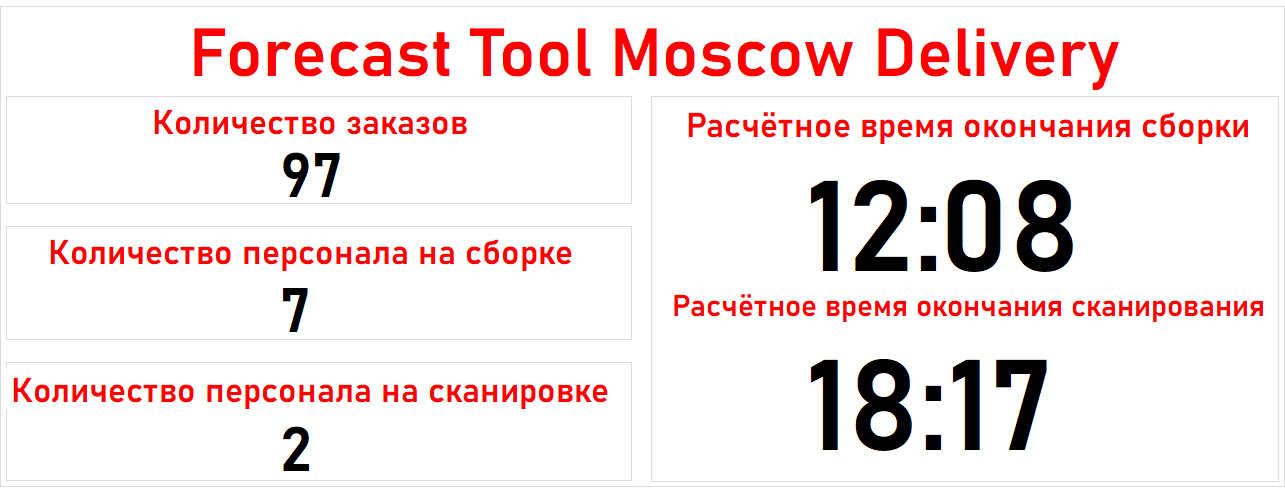 Forecast Tool Moscow Delivery
Количество заказов
97
Количество персонала на сборке
7
Количество персонала на сканировке
2
Расчётное время окончания сборки
12:08
Расчётное время окончания сканирования
18:17